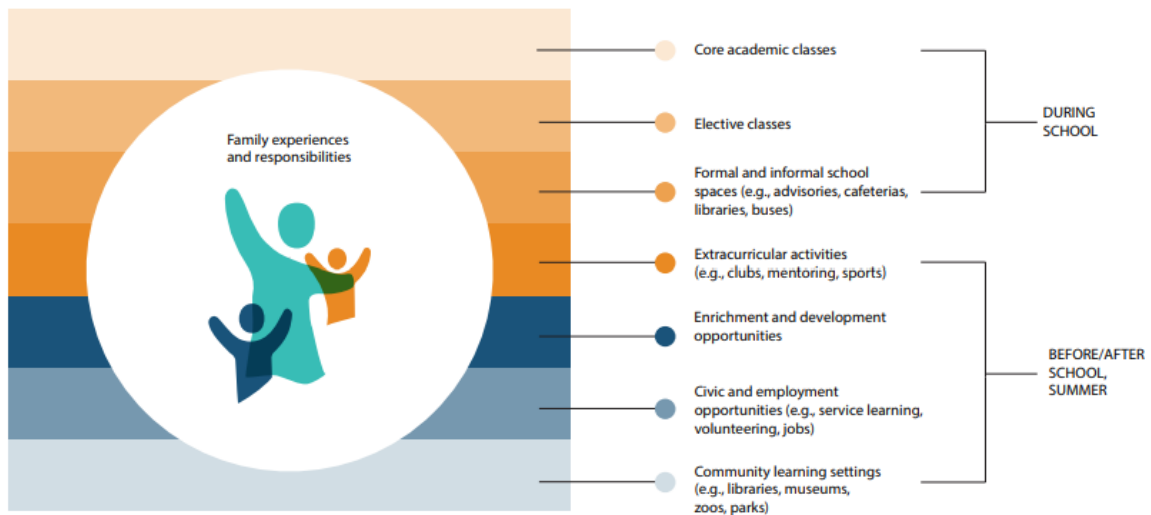 Family experiences
and responsibilities
Core academic classes
Elective classes
Formal and informal school
spaces (e.g., advisories, cafeterias,
libraries, buses)
DURING
SCHOOL
Extracurricular activities
(e.g., clubs, mentoring, sports)
Enrichment and development
opportunities
Civic and employment
opportunities (e.g., service learning,
volunteering, jobs)
Community learning settings
(e.g., libraries, museums,
zoos, parks)
BEFORE/AFTER
SCHOOL,
SUMMER